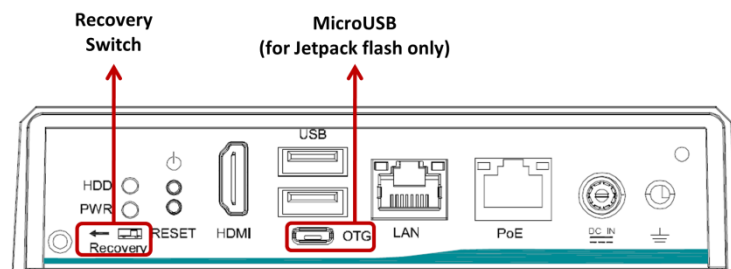 Recovery
Switch
MicroUSB
(for Jetpack flash only)
USB
HDD
PWR
Recovery
RESET
HDMI
OTG
LAN
PoE
DC IN